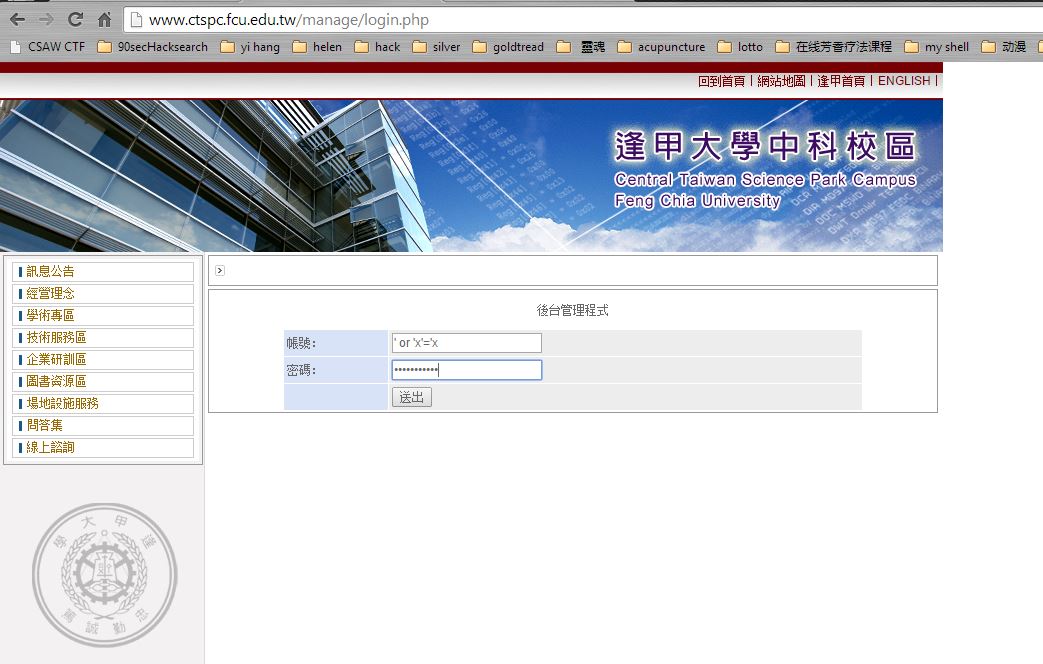 www.ctspc.fcu.edu.tw/manage/login.php
CSAW CTF 90secHacksearch yi hang helen hack silver goldtread 靈魂 acupuncture lotto 在线芳香疗法课程 my shell 动漫
回到首頁 | 網站地圖 | 逢甲首頁 | ENGLISH |
逢甲大學中科校區
Central Taiwan Science Park Campus
Feng Chia University
訊息公告
經營理念
學術專區
技術服務區
企業研訓區
圖書資源區
場地設施服務
問答集
線上諮詢
後台管理程式
帳號: ' or 'x'='x
密碼: •••••••••••
送出
逢甲大學
忠勤誠篤